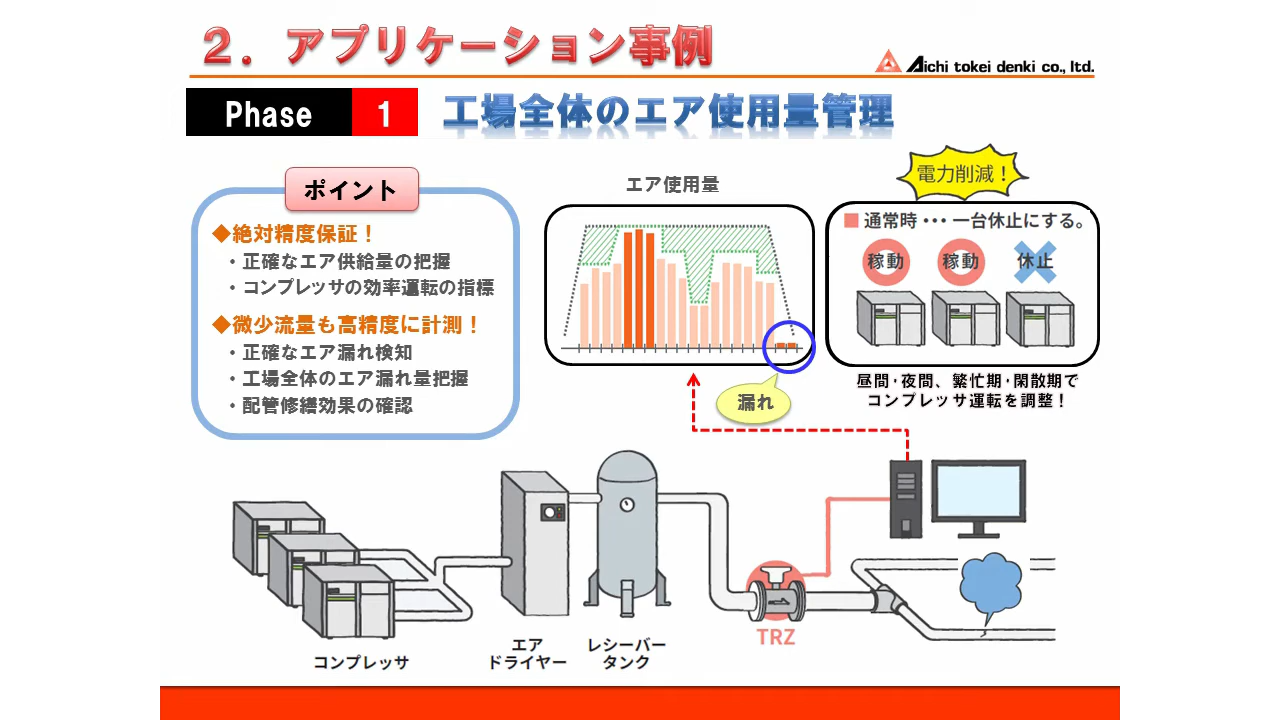 ２．アプリケーション事例
Aichi tokei denki co., ltd.
Phase 1
工場全体のエア使用量管理
ポイント
◆絶対精度保証！
・正確なエア供給量の把握
・コンプレッサの効率運転の指標
◆微少流量も高精度に計測！
・正確なエア漏れ検知
・工場全体のエア漏れ量把握
・配管修繕効果の確認
エア使用量
漏れ
電力削減！
■通常時・・・一台休止にする。
稼動 稼動 休止
昼間・夜間、繁忙期・閑散期で
コンプレッサ運転を調整！
コンプレッサ
エア
ドライヤー
レシーバー
タンク
TRZ